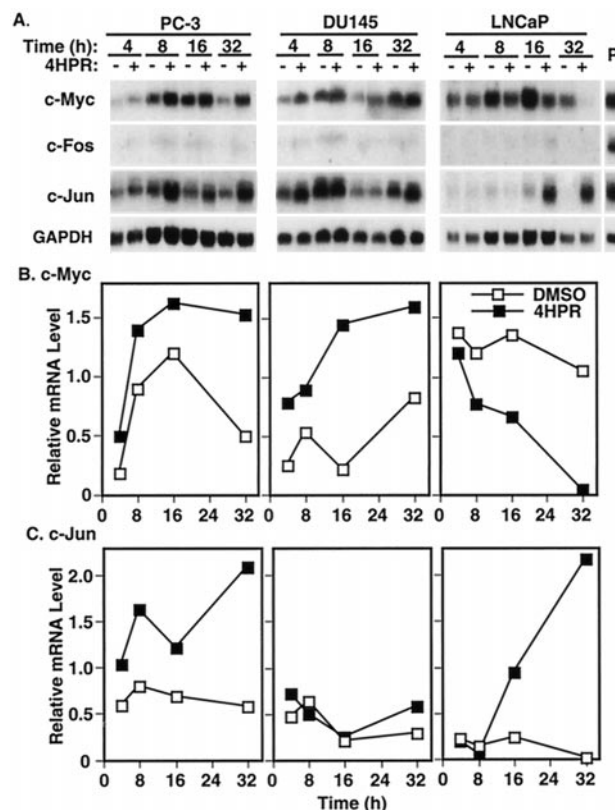 A. PC-3 DU145 LNCaP
Time (h): 4 8 16 32 4 8 16 32 4 8 16 32
4HPR: - + - + - + - + - + - + - + - + - + - + - + - +
c-Myc
c-Fos
c-Jun
GAPDH
B. c-Myc
DMSO
4HPR
Relative mRNA Level
1.5
1.0
0.5
0
0 8 16 24 32 0 8 16 24 32 0 8 16 24 32
C. c-Jun
Relative mRNA Level
2.0
1.5
1.0
0.5
0
0 8 16 24 32 0 8 16 24 32 0 8 16 24 32
Time (h)